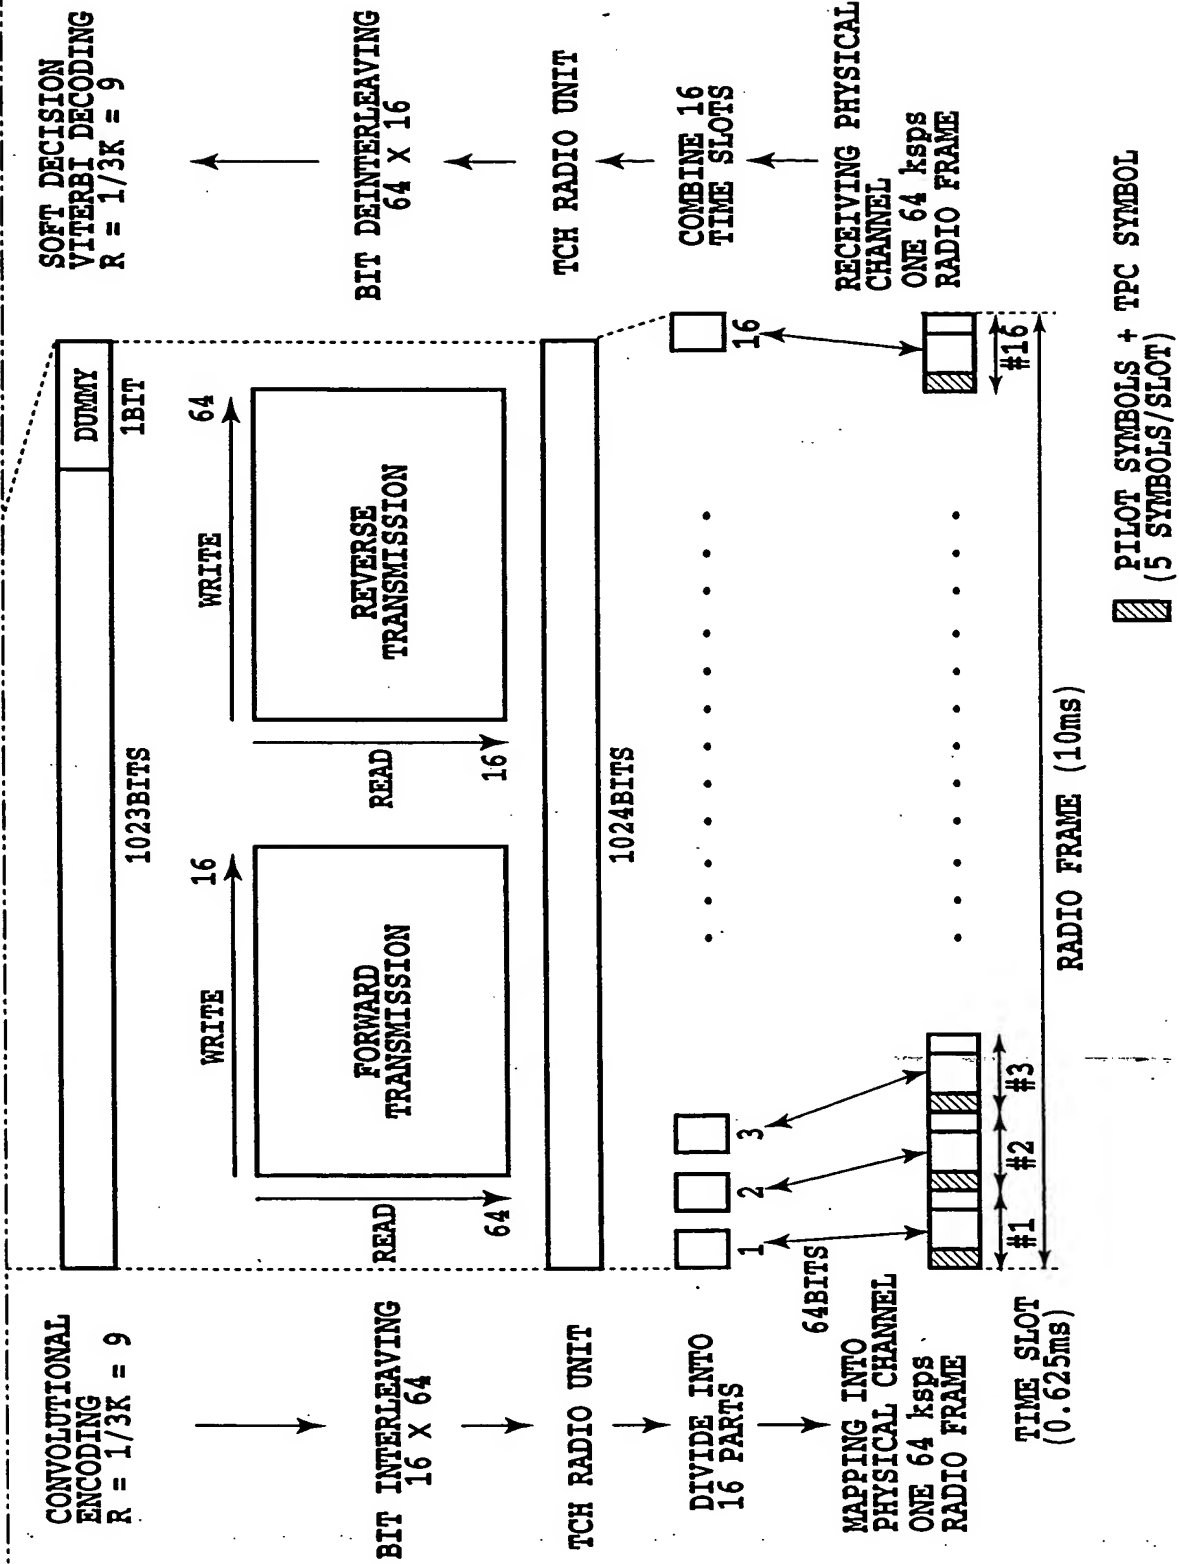 CONVOLUTIONAL
ENCODING
R = 1/3K = 9
BIT INTERLEAVING
16 X 64
TCH RADIO UNIT
DIVIDE INTO
16 PARTS
MAPPING INTO
PHYSICAL CHANNEL
ONE 64 ksps
RADIO FRAME
TIME SLOT
(0.625ms)
1023BITS
DUMMY
1BIT
WRITE
16
READ
64
FORWARD
TRANSMISSION
WRITE
64
READ
16
REVERSE
TRANSMISSION
1024BITS
1
2
3
16
64BITS
#1
#2
#3
#16
RADIO FRAME (10ms)
SOFT DECISION
VITERBI DECODING
R = 1/3K = 9
BIT DEINTERLEAVING
64 X 16
TCH RADIO UNIT
COMBINE 16
TIME SLOTS
RECEIVING PHYSICAL
CHANNEL
ONE 64 ksps
RADIO FRAME
PILOT SYMBOLS + TPC SYMBOL
(5 SYMBOLS/SLOT)